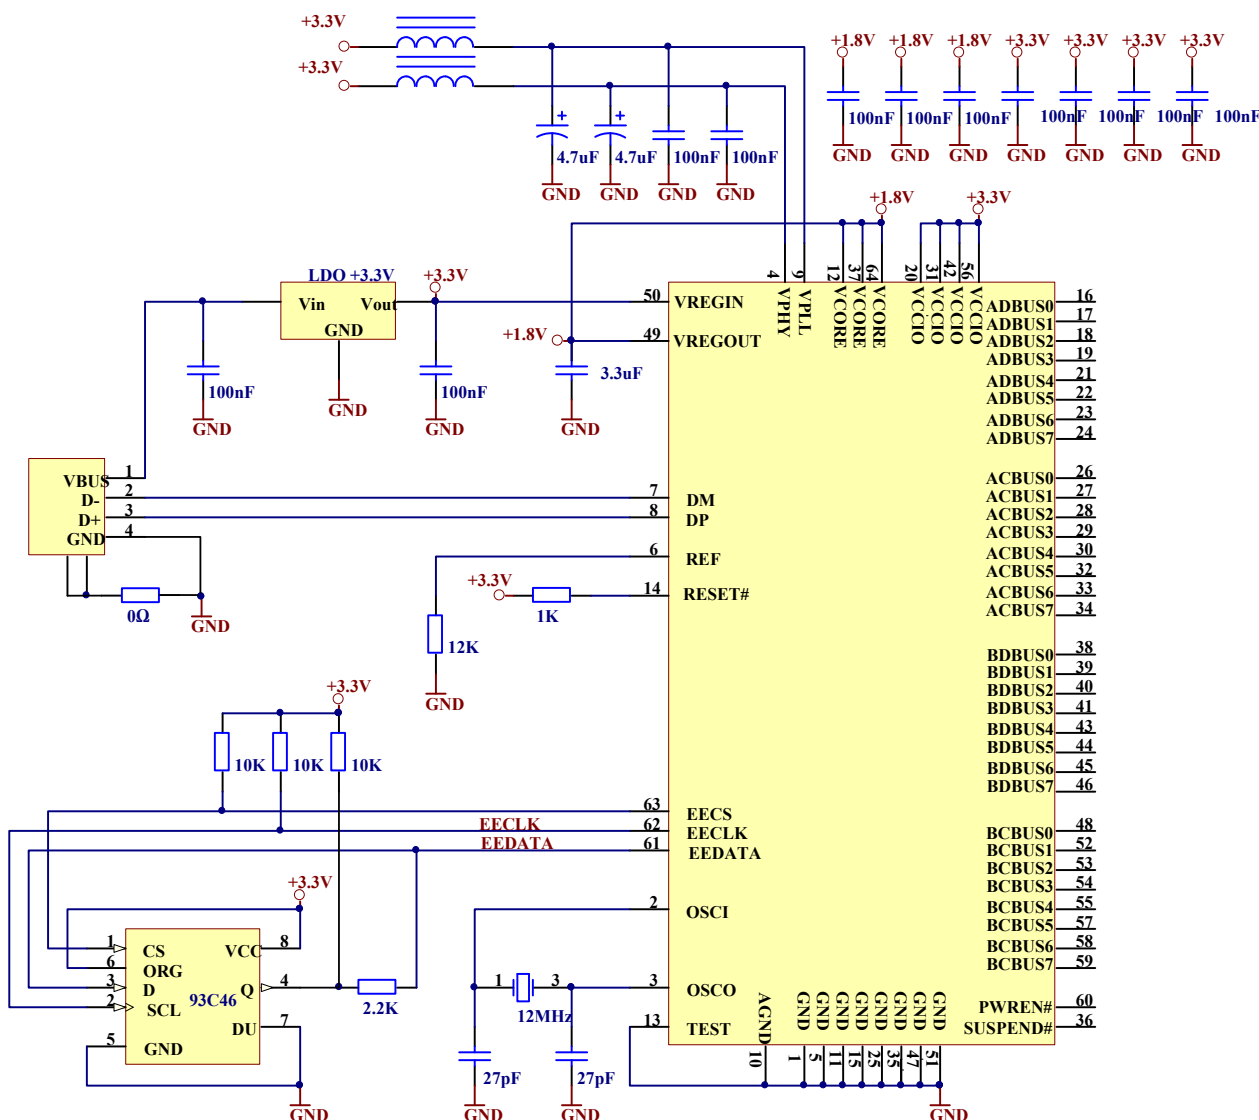 +3.3V
+3.3V
+ +
4.7uF 4.7uF 100nF 100nF
GND GND GND GND
+1.8V +1.8V +1.8V +3.3V +3.3V +3.3V +3.3V
100nF 100nF 100nF 100nF 100nF 100nF 100nF
GND GND GND GND GND GND GND
+1.8V +3.3V
4 9 12 37 64 20 31 42 56
VPHY VPLL VCORE VCORE VCORE VCCIO VCCIO VCCIO VCCIO
LDO +3.3V
Vin Vout
GND
+3.3V
100nF
GND
GND
100nF
GND
50 VREGIN
+1.8V
49 VREGOUT
3.3uF
GND
VBUS 1
D- 2
D+ 3
GND 4
0Ω
GND
7 DM
8 DP
6 REF
12K
GND
+3.3V
1K
14 RESET#
+3.3V
10K 10K 10K
63 EECS
EECLK 62 EECLK
EEDATA 61 EEDATA
+3.3V
1 CS
6 ORG
3 D
2 SCL
5 GND
93C46
VCC 8
Q 4
DU 7
2.2K
GND
2 OSCI
1 3
12MHz
3 OSCO
13 TEST
27pF 27pF
GND GND
AGND GND GND GND GND GND GND GND GND
10 1 5 11 15 25 35 47 51
GND
ADBUS0 16
ADBUS1 17
ADBUS2 18
ADBUS3 19
ADBUS4 21
ADBUS5 22
ADBUS6 23
ADBUS7 24
ACBUS0 26
ACBUS1 27
ACBUS2 28
ACBUS3 29
ACBUS4 30
ACBUS5 32
ACBUS6 33
ACBUS7 34
BDBUS0 38
BDBUS1 39
BDBUS2 40
BDBUS3 41
BDBUS4 43
BDBUS5 44
BDBUS6 45
BDBUS7 46
BCBUS0 48
BCBUS1 52
BCBUS2 53
BCBUS3 54
BCBUS4 55
BCBUS5 57
BCBUS6 58
BCBUS7 59
PWREN# 60
SUSPEND# 36